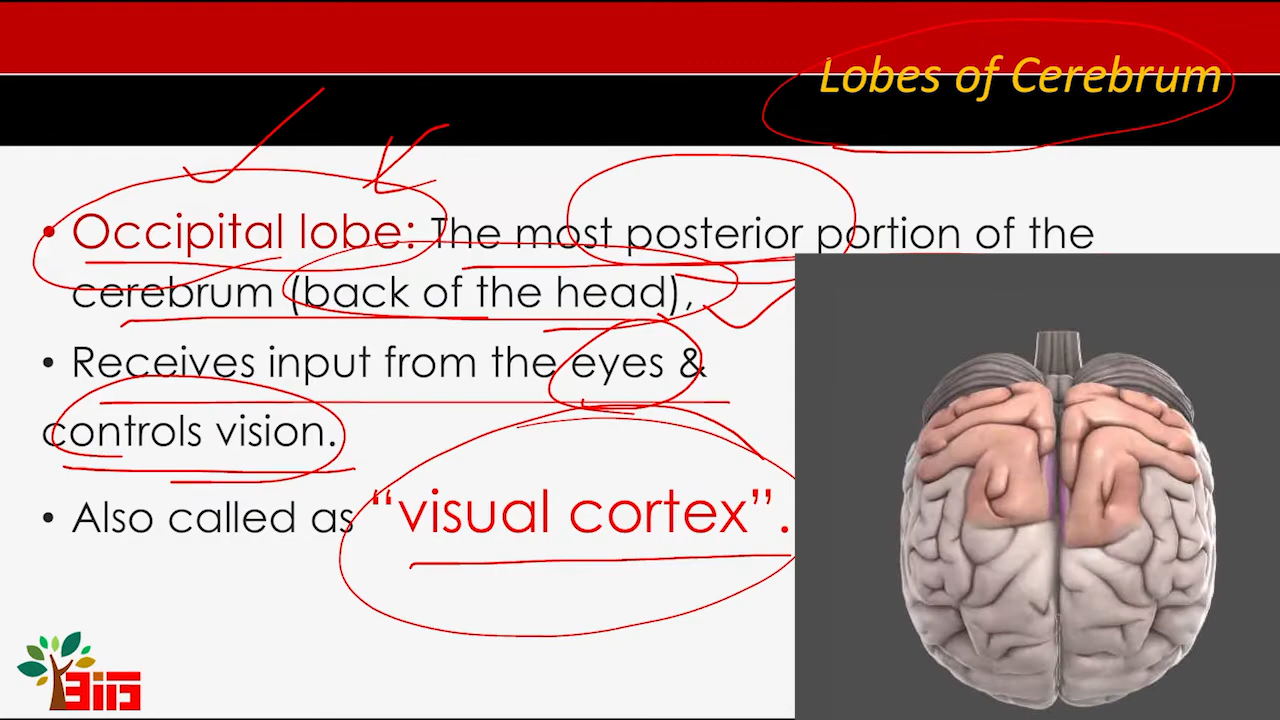 Lobes of Cerebrum
• Occipital lobe: The most posterior portion of the
cerebrum (back of the head),
• Receives input from the eyes &
controls vision.
• Also called as “visual cortex”.